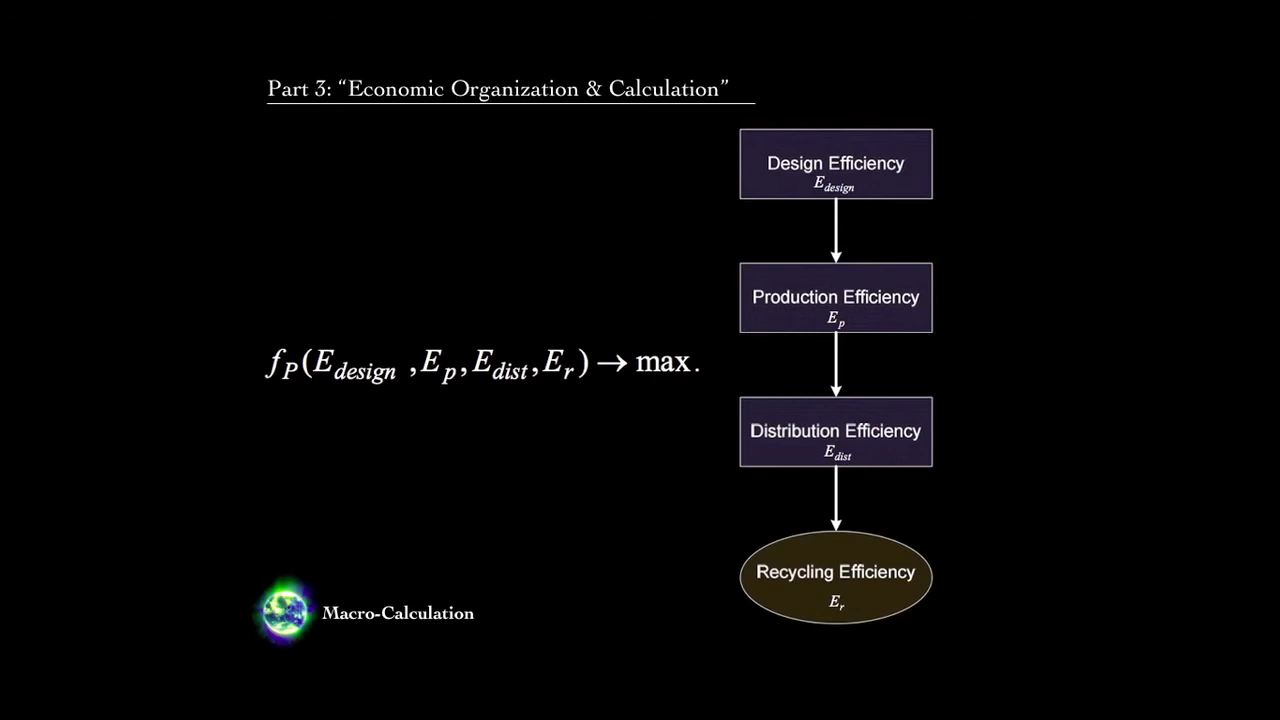 Part 3: “Economic Organization & Calculation”
Design Efficiency
E_design
Production Efficiency
E_p
f_P(E_design ,E_p,E_dist,E_r) → max.
Distribution Efficiency
E_dist
Recycling Efficiency
E_r
Macro-Calculation